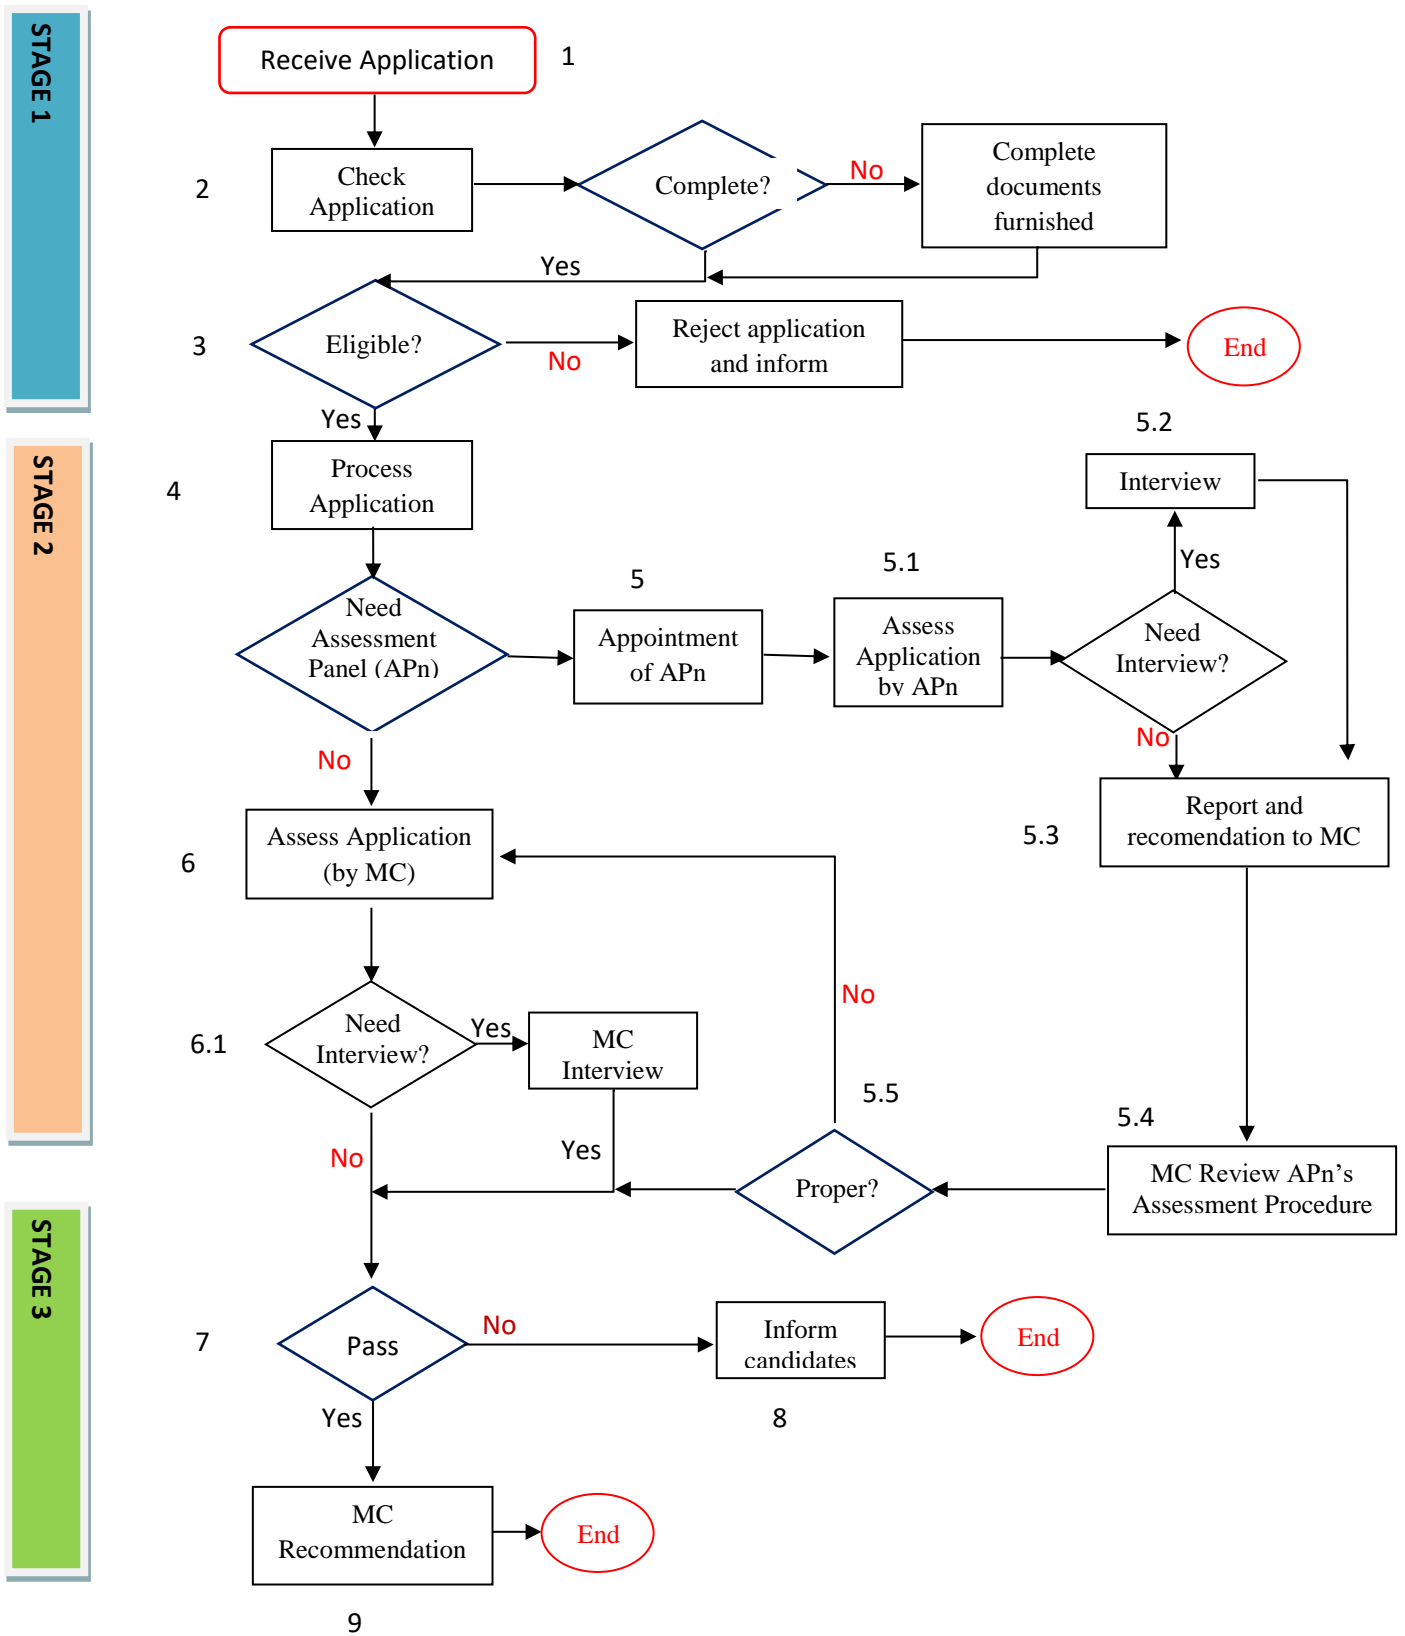 STAGE 1
Receive Application
1
2
Check
Application
Complete?
No
Complete
documents
furnished
Yes
3
Eligible?
No
Reject application
and inform
End
Yes
STAGE 2
4
Process
Application
5.2
Interview
Yes
Need
Assessment
Panel (APn)
5
Appointment
of APn
5.1
Assess
Application
by APn
Need
Interview?
No
No
6
Assess Application
(by MC)
5.3
Report and
recomendation to MC
No
6.1
Need
Interview?
Yes
MC
Interview
5.5
5.4
No
Yes
Proper?
MC Review APn’s
Assessment Procedure
STAGE 3
7
Pass
No
Inform
candidates
End
8
Yes
MC
Recommendation
End
9